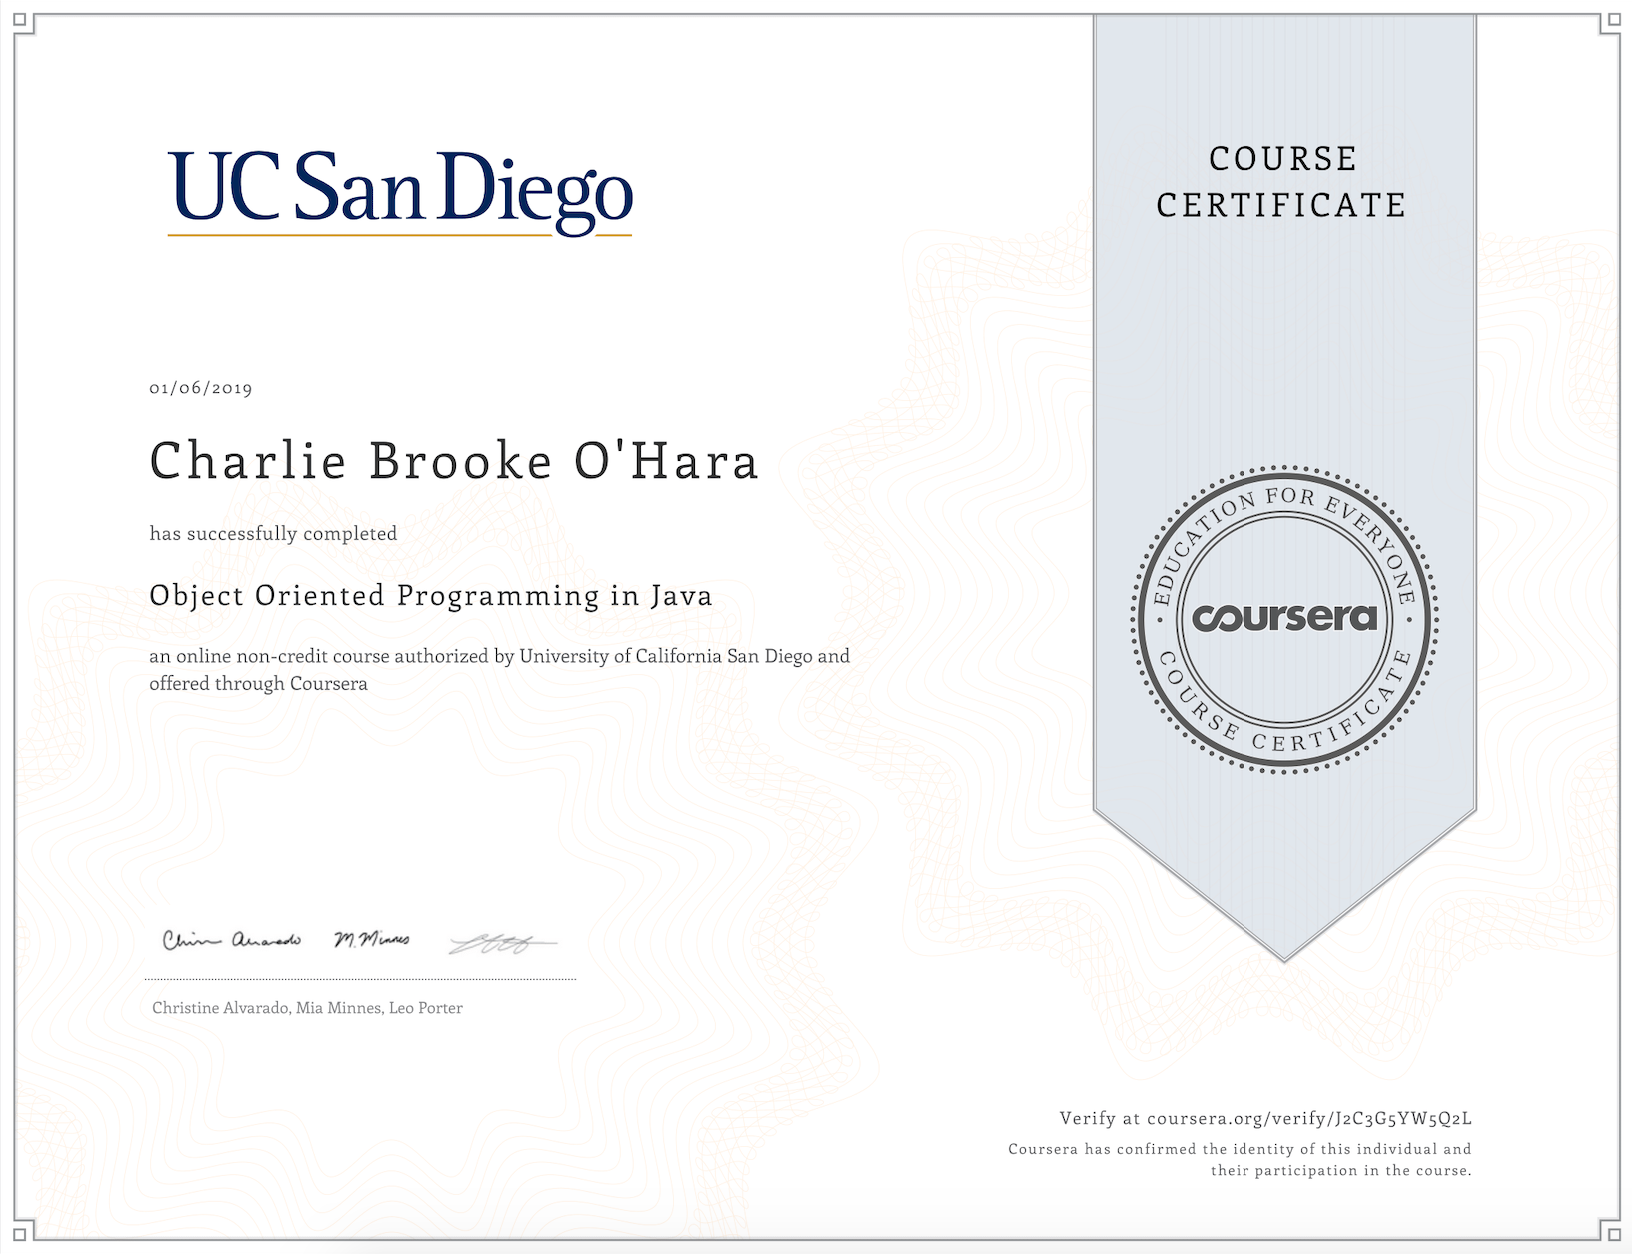 UC San Diego
COURSE
CERTIFICATE
01/06/2019
Charlie Brooke O'Hara
has successfully completed
Object Oriented Programming in Java
an online non-credit course authorized by University of California San Diego and
offered through Coursera
EDUCATION FOR EVERYONE
coursera
COURSE CERTIFICATE
M. Minnes
Christine Alvarado, Mia Minnes, Leo Porter
Verify at coursera.org/verify/J2C3G5YW5Q2L
Coursera has confirmed the identity of this individual and
their participation in the course.